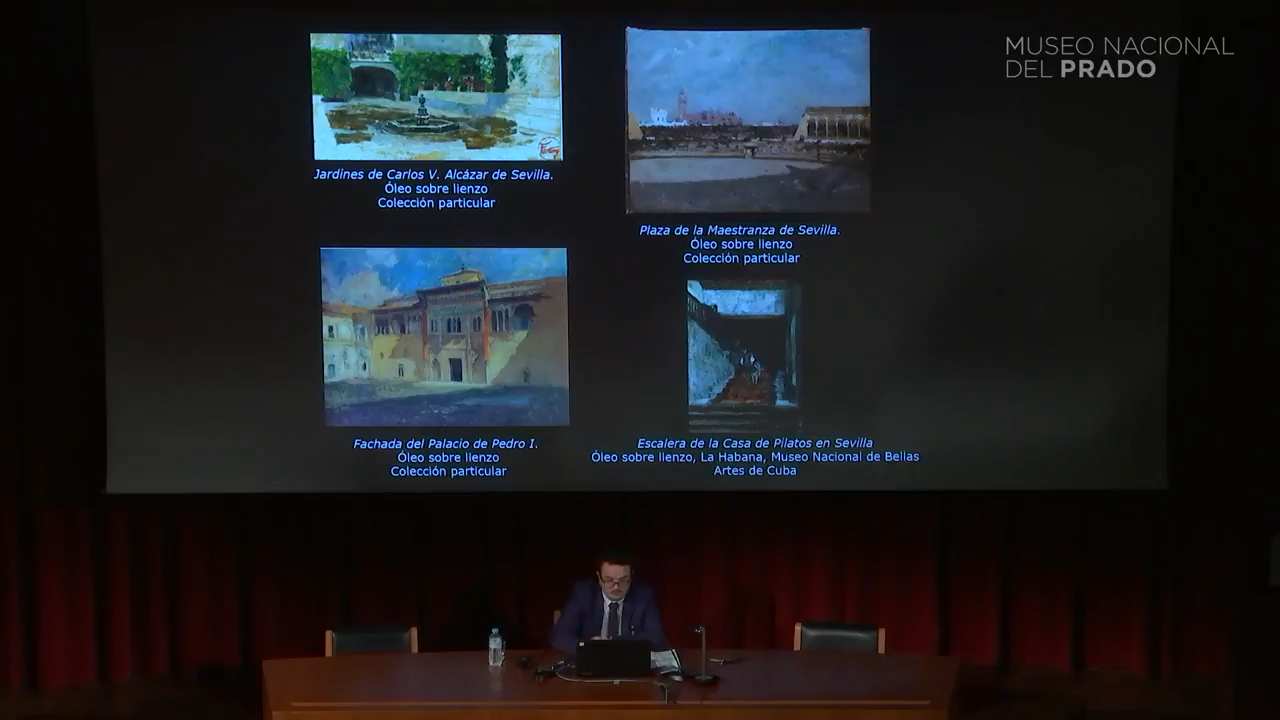 MUSEO NACIONAL
DEL PRADO
Jardines de Carlos V. Alcázar de Sevilla.
Óleo sobre lienzo
Colección particular
Plaza de la Maestranza de Sevilla.
Óleo sobre lienzo
Colección particular
Fachada del Palacio de Pedro I.
Óleo sobre lienzo
Colección particular
Escalera de la Casa de Pilatos en Sevilla
Óleo sobre lienzo, La Habana, Museo Nacional de Bellas
Artes de Cuba